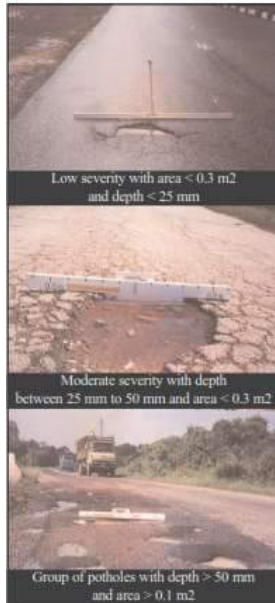 Low severity with area < 0.3 m2
and depth < 25 mm
Moderate severity with depth
between 25 mm to 50 mm and area < 0.3 m2
Group of potholes with depth > 50 mm
and area > 0.1 m2